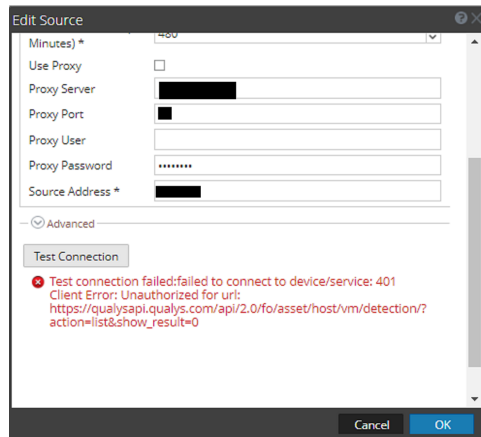 Edit Source
Minutes) *
480
Use Proxy
Proxy Server
Proxy Port
Proxy User
Proxy Password
••••••••
Source Address *
Advanced
Test Connection
Test connection failed:failed to connect to device/service: 401
Client Error: Unauthorized for url:
https://qualysapi.qualys.com/api/2.0/fo/asset/host/vm/detection/?
action=list&show_result=0
Cancel
OK